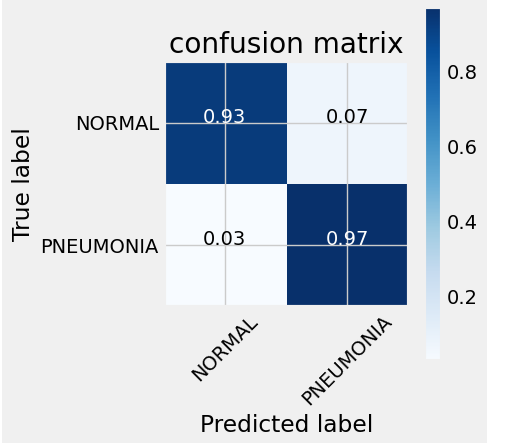 confusion matrix
True label
NORMAL
0.93 0.07
PNEUMONIA
0.03 0.97
NORMAL
PNEUMONIA
Predicted label
0.8
0.6
0.4
0.2